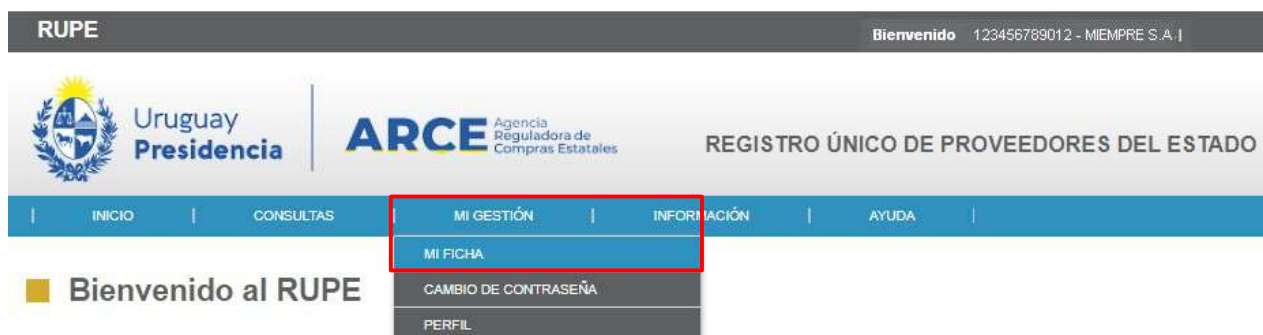 RUPE
Bienvenido 123456789012 - MIEMPRE S.A. |
Uruguay
Presidencia
ARCE
Agencia
Reguladora de
Compras Estatales
REGISTRO ÚNICO DE PROVEEDORES DEL ESTADO
| INICIO | CONSULTAS | MI GESTIÓN | INFORMACIÓN | AYUDA |
MI FICHA
Bienvenido al RUPE
CAMBIO DE CONTRASEÑA
PERFIL